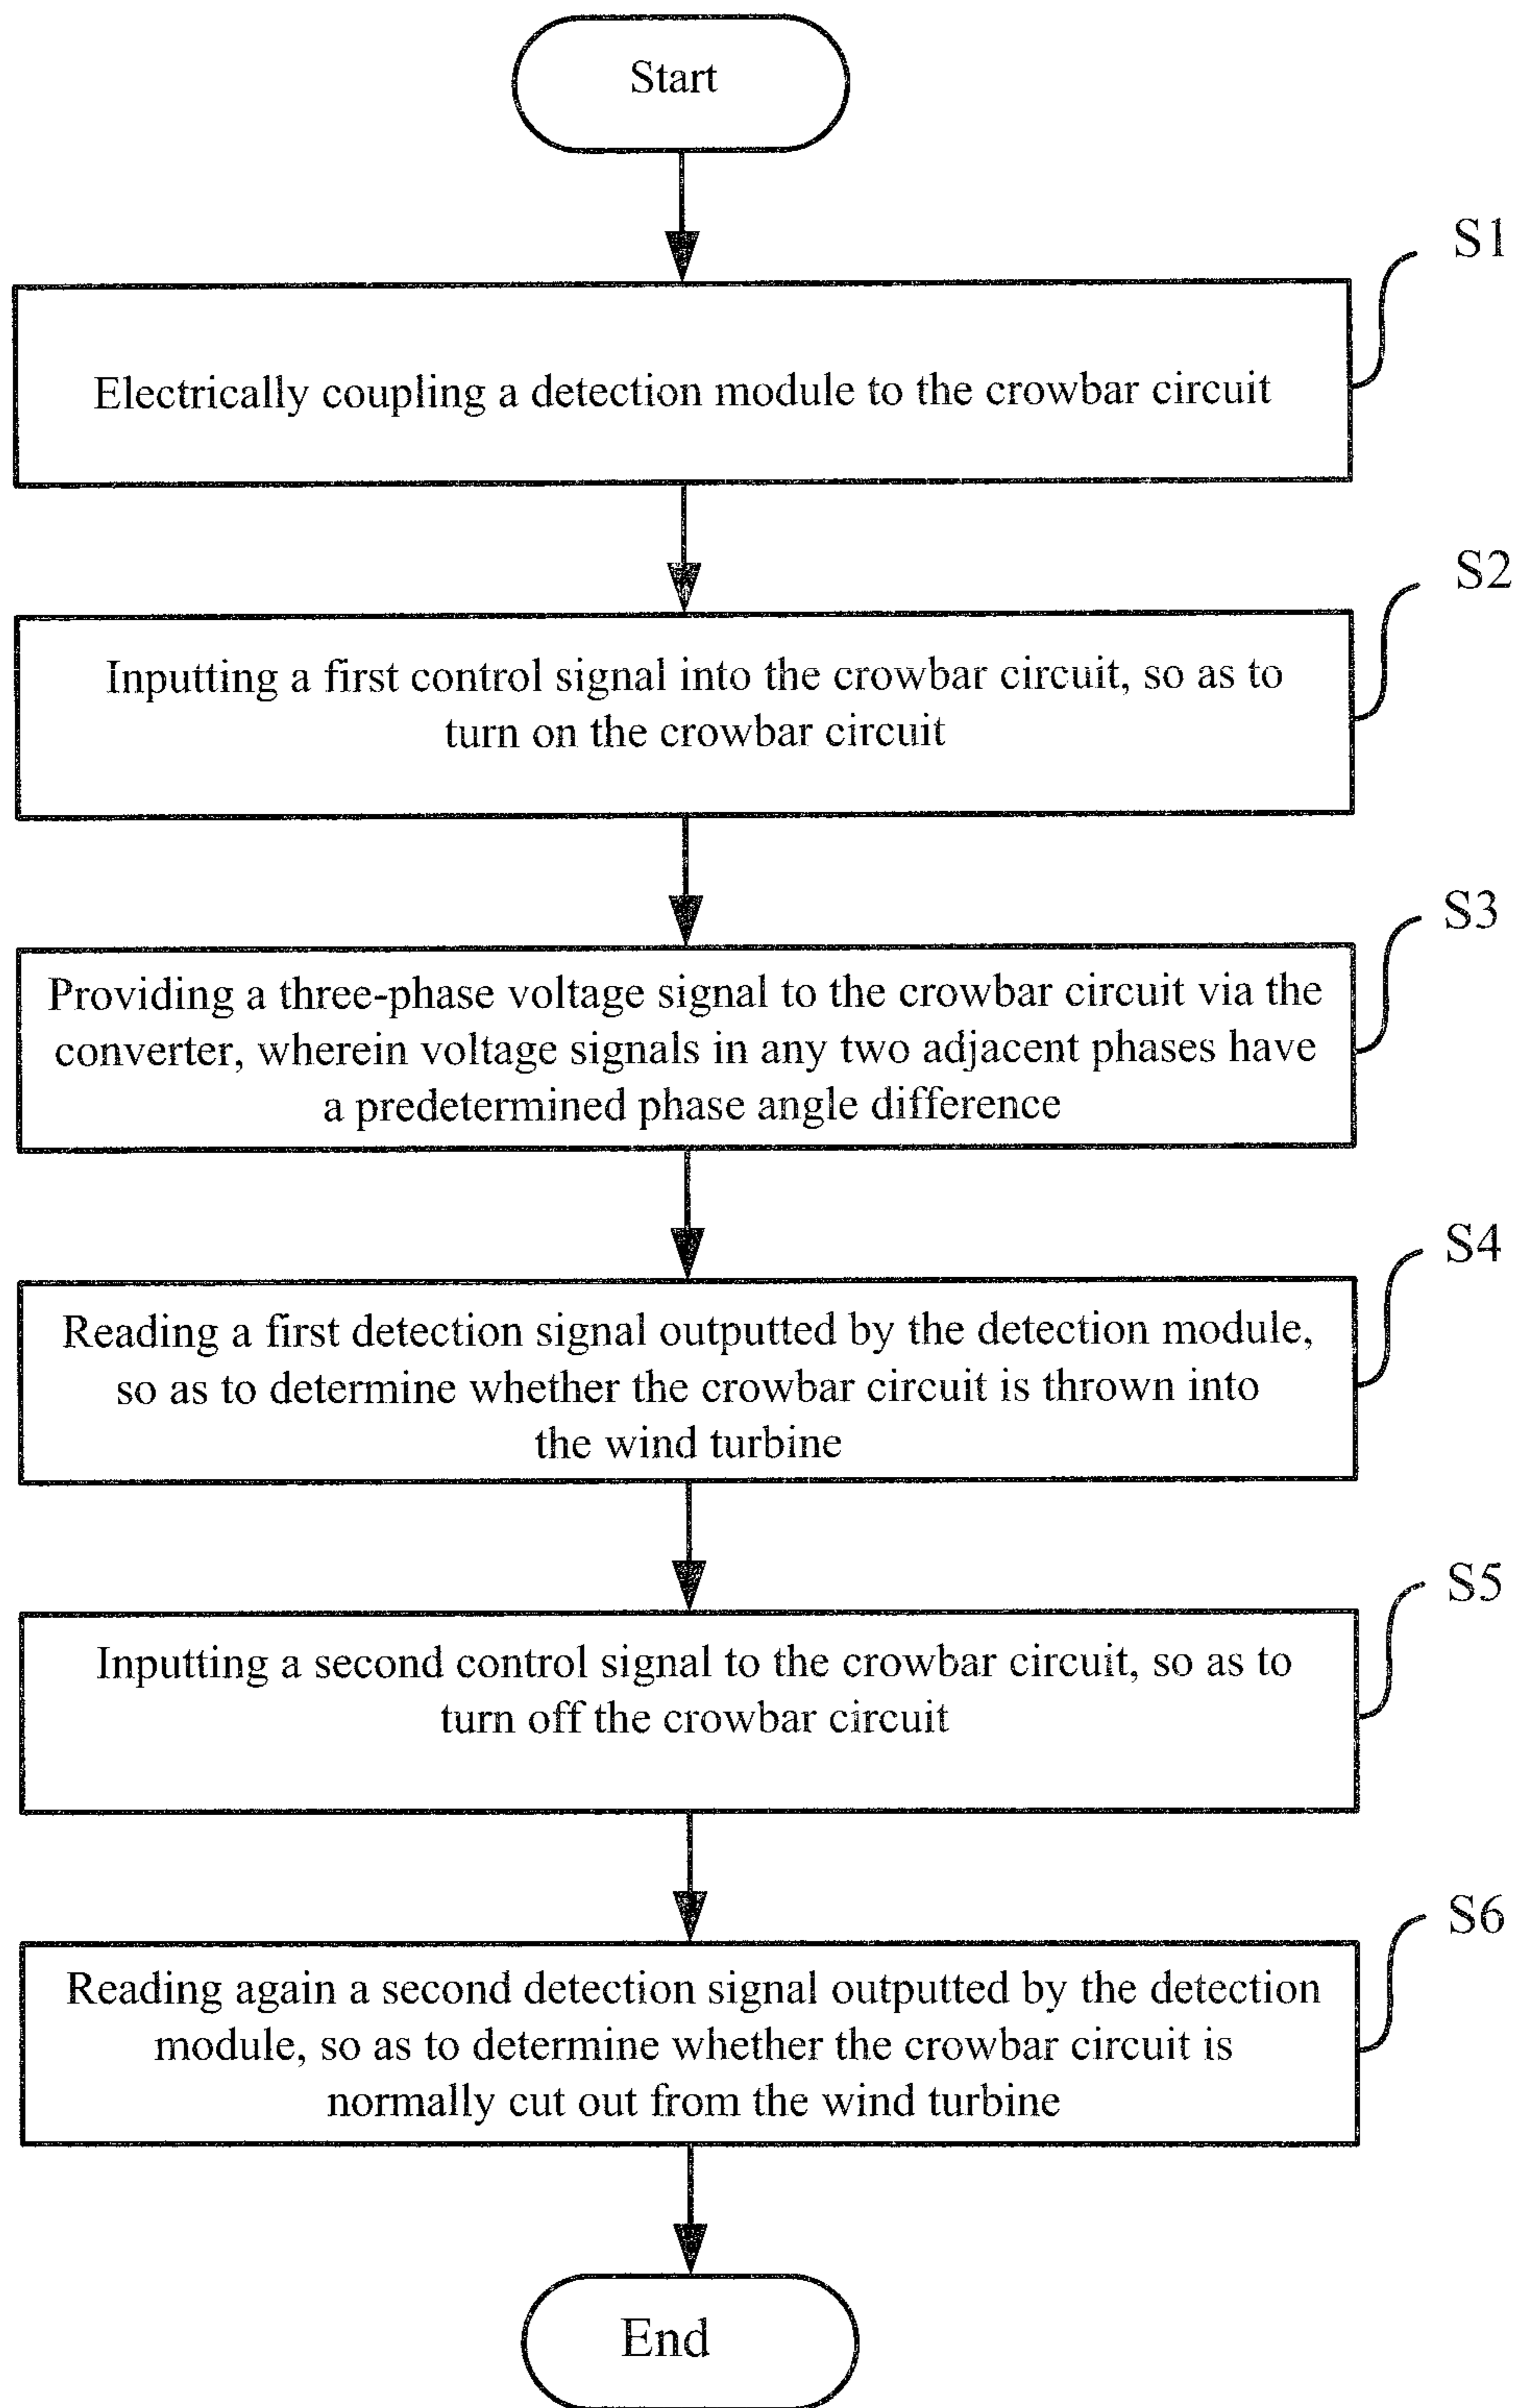 Start
S1
Electrically coupling a detection module to the crowbar circuit
S2
Inputting a first control signal into the crowbar circuit, so as to
turn on the crowbar circuit
S3
Providing a three-phase voltage signal to the crowbar circuit via the
converter, wherein voltage signals in any two adjacent phases have
a predetermined phase angle difference
S4
Reading a first detection signal outputted by the detection module,
so as to determine whether the crowbar circuit is thrown into
the wind turbine
S5
Inputting a second control signal to the crowbar circuit, so as to
turn off the crowbar circuit
S6
Reading again a second detection signal outputted by the detection
module, so as to determine whether the crowbar circuit is
normally cut out from the wind turbine
End